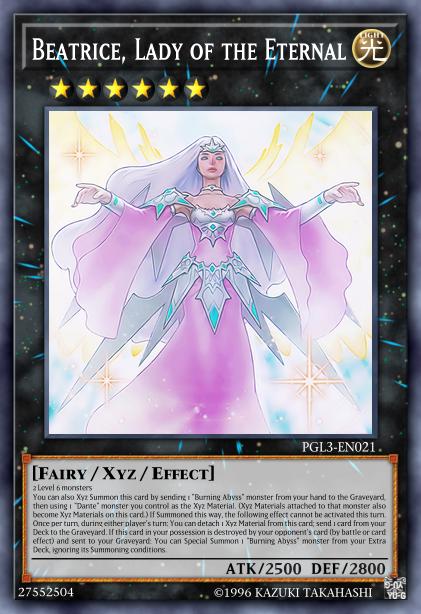 BEATRICE, LADY OF THE ETERNAL
LIGHT
光
PGL3-EN021
[FAIRY / XYZ / EFFECT]
2 Level 6 monsters
You can also Xyz Summon this card by sending 1 "Burning Abyss" monster from your hand to the Graveyard,
then using 1 "Dante" monster you control as the Xyz Material. (Xyz Materials attached to that monster also
become Xyz Materials on this card.) If Summoned this way, the following effect cannot be activated this turn.
Once per turn, during either player's turn: You can detach 1 Xyz Material from this card; send 1 card from your
Deck to the Graveyard. If this card in your possession is destroyed by your opponent's card (by battle or card
effect) and sent to your Graveyard: You can Special Summon 1 "Burning Abyss" monster from your Extra
Deck, ignoring its Summoning conditions.
ATK/2500 DEF/2800
27552504
©1996 KAZUKI TAKAHASHI